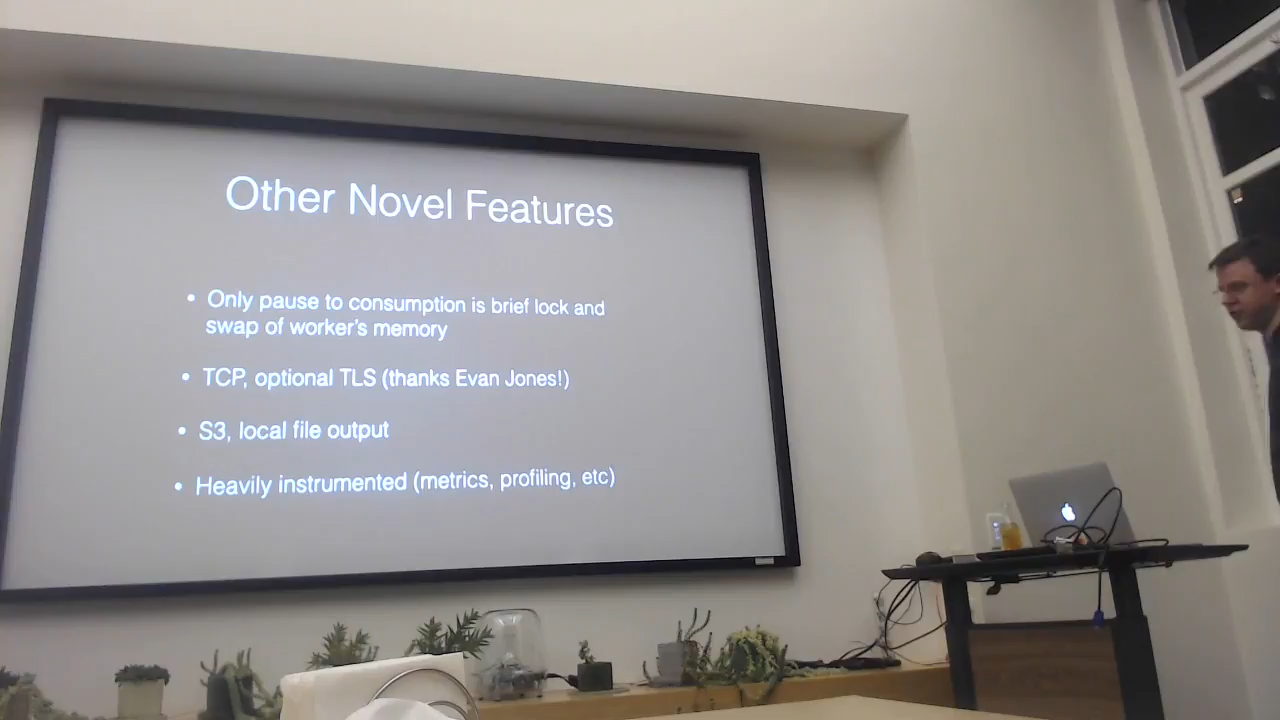 Other Novel Features
• Only pause to consumption is brief lock and
swap of worker's memory
• TCP, optional TLS (thanks Evan Jones!)
• S3, local file output
• Heavily instrumented (metrics, profiling, etc)